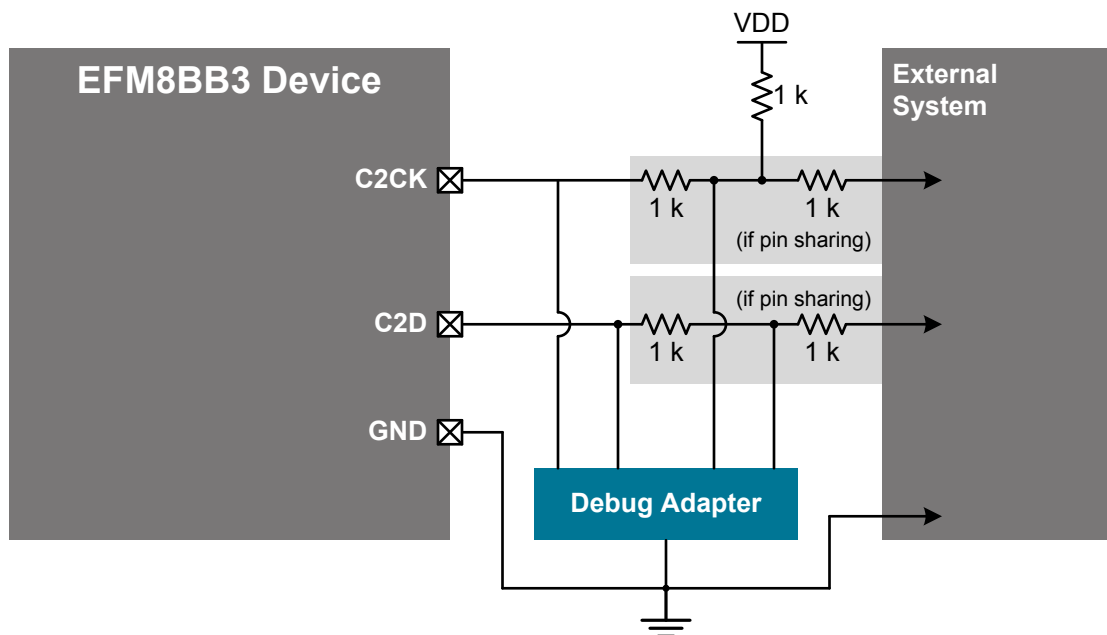 VDD
EFM8BB3 Device
External
System
1 k
C2CK
1 k
1 k
(if pin sharing)
(if pin sharing)
C2D
1 k
1 k
GND
Debug Adapter